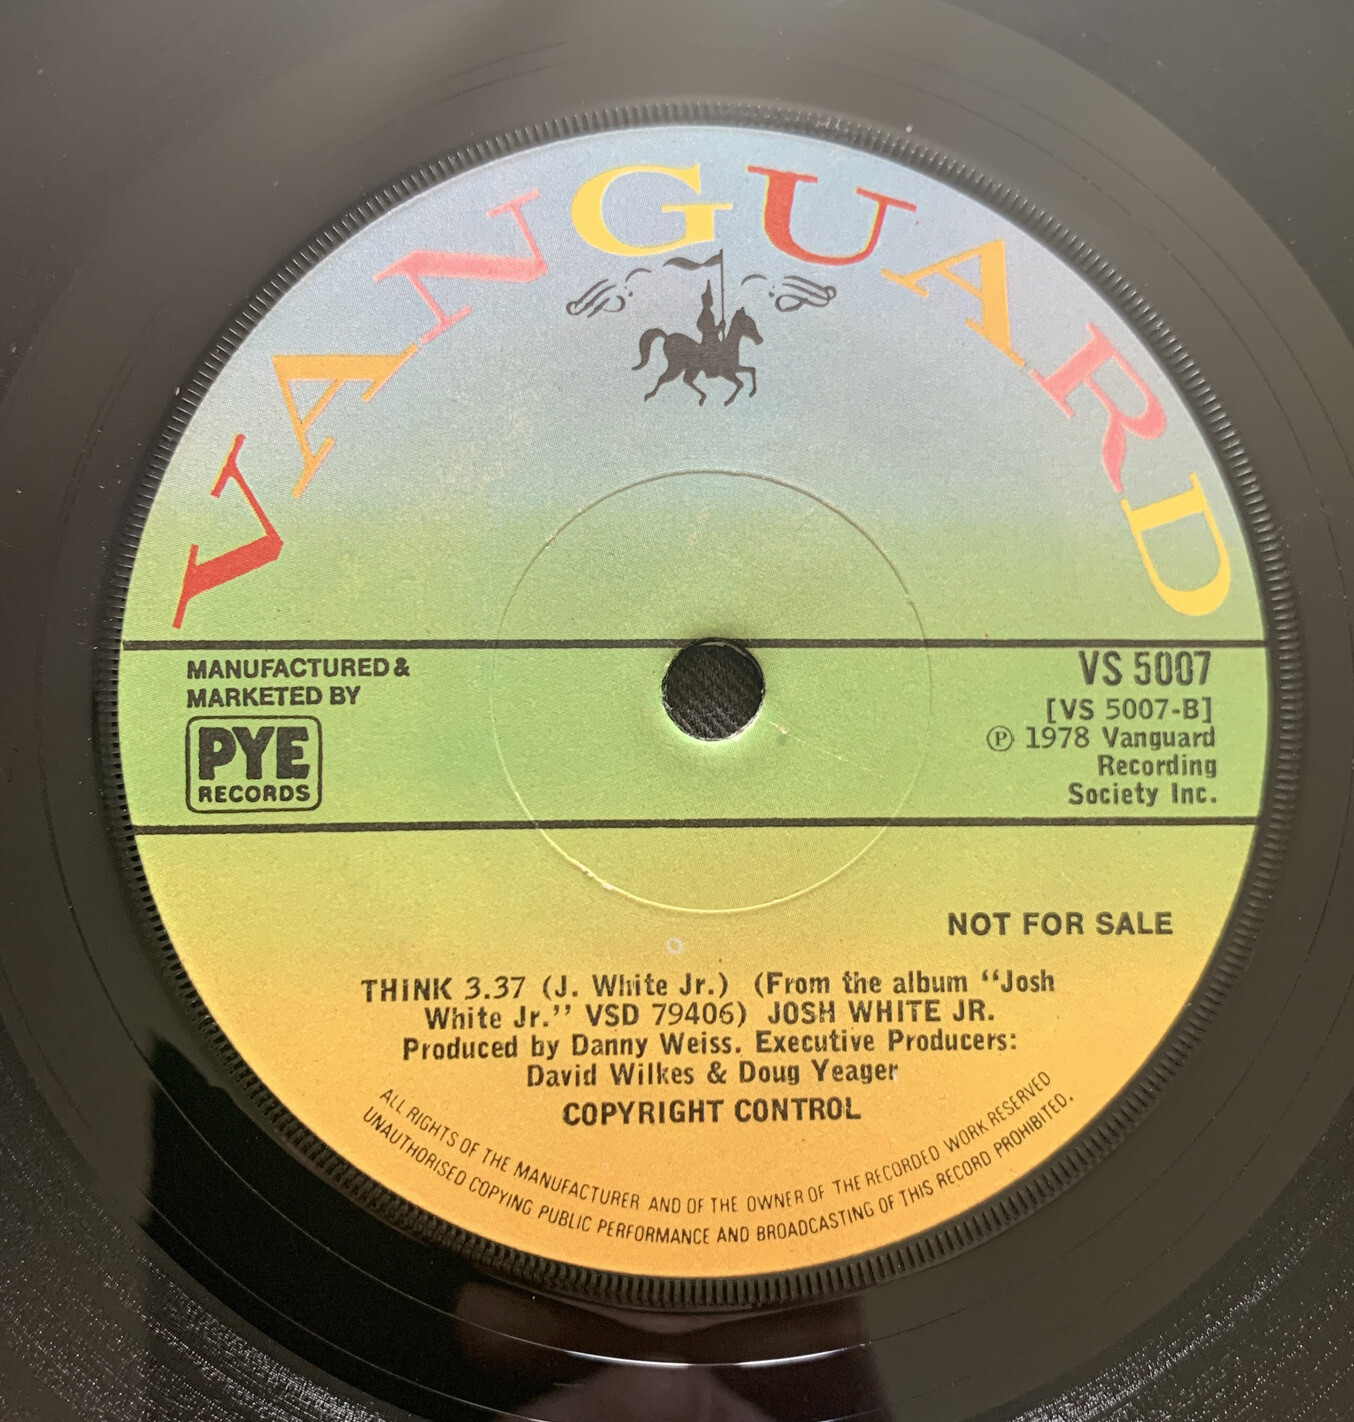 VANGUARD
MANUFACTURED &
MARKETED BY
PYE
RECORDS
VS 5007
[VS 5007-B]
℗ 1978 Vanguard
Recording
Society Inc.
NOT FOR SALE
THINK 3.37 (J. White Jr.) (From the album “Josh
White Jr.” VSD 79406) JOSH WHITE JR.
Produced by Danny Weiss. Executive Producers:
David Wilkes & Doug Yeager
COPYRIGHT CONTROL
ALL RIGHTS OF THE MANUFACTURER AND OF THE OWNER OF THE RECORDED WORK RESERVED
UNAUTHORISED COPYING PUBLIC PERFORMANCE AND BROADCASTING OF THIS RECORD PROHIBITED.